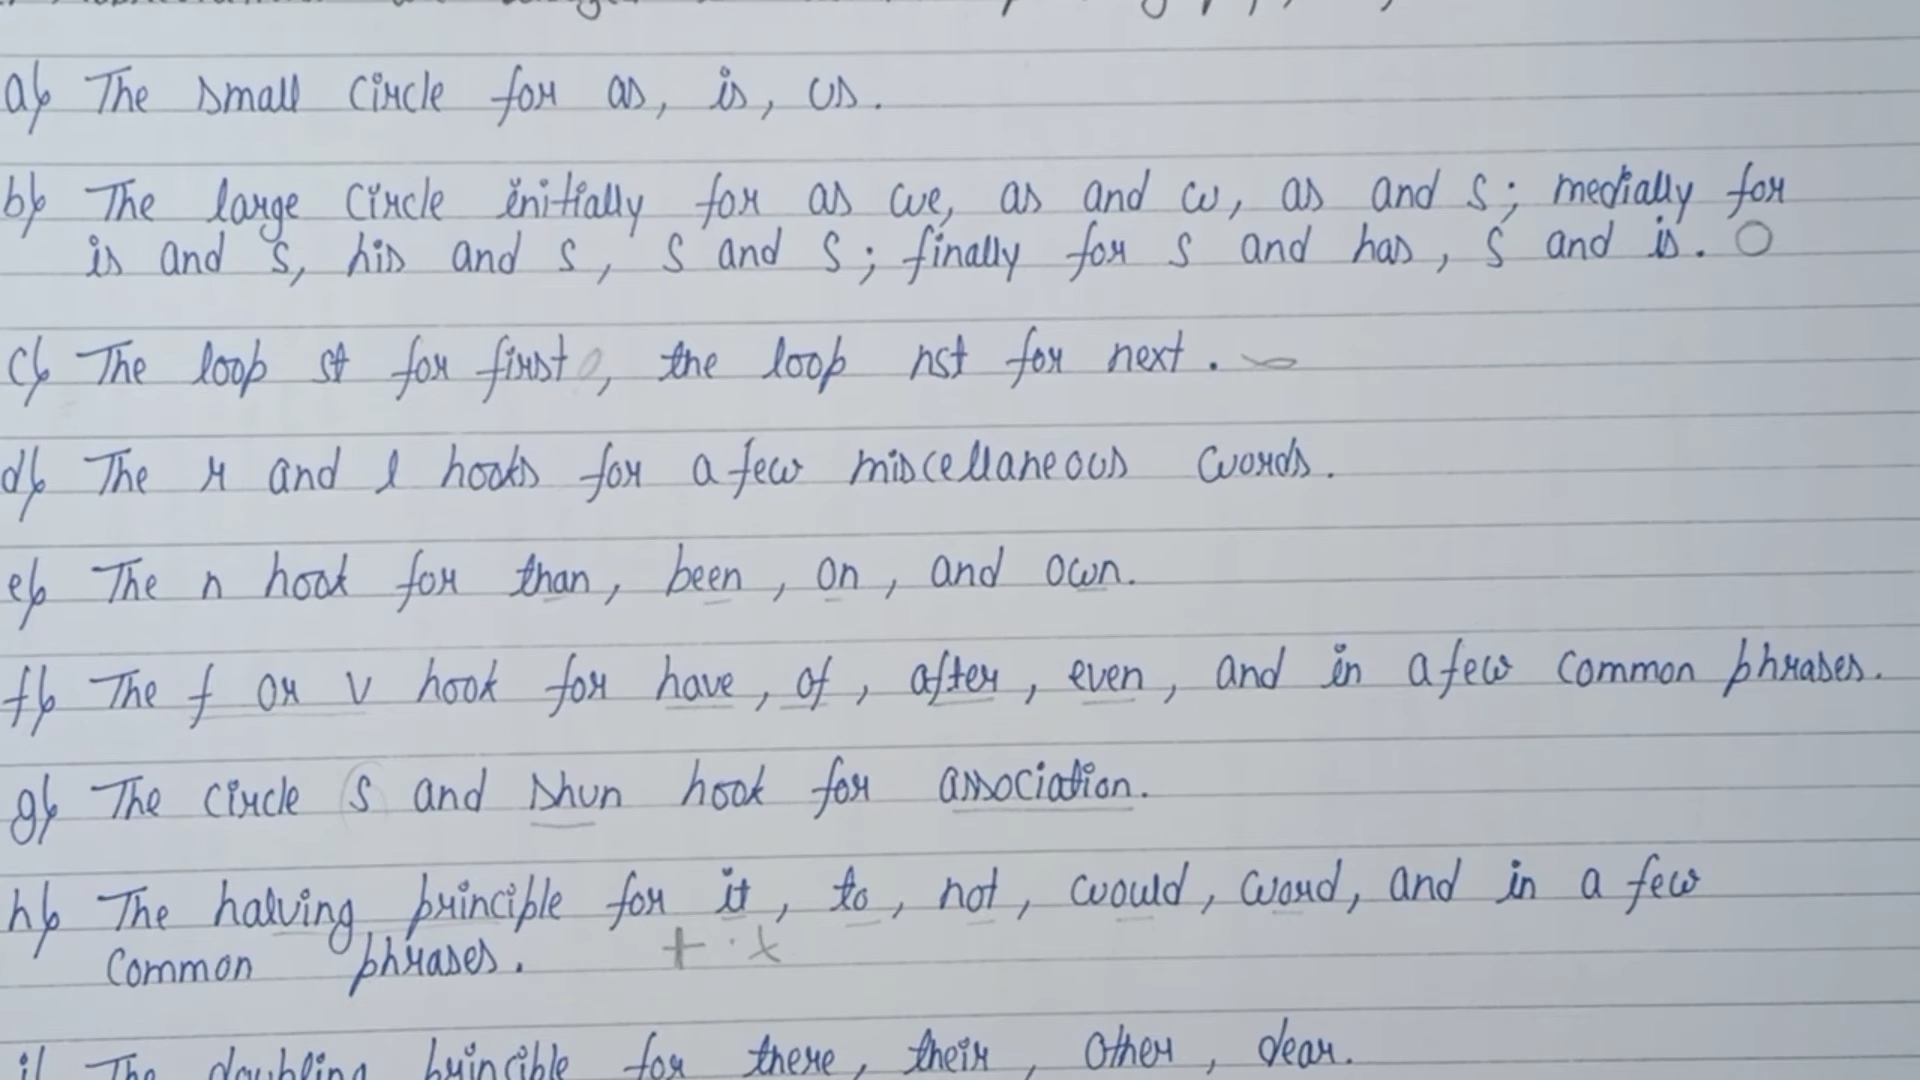 a) The small circle for as, is, us.
b) The large circle initially for as we, as and w, as and s; medially for
is and s, his and s, s and s; finally for s and has, s and is.
c) The loop st for first, the loop nst for next.
d) The r and l hooks for a few miscellaneous words.
e) The n hook for than, been, on, and own.
f) The f or v hook for have, of, after, even, and in a few common phrases.
g) The circle s and shun hook for association.
h) The halving principle for it, to, not, would, word, and in a few
common phrases.
i) The doubling principle for there, their, other, dear.